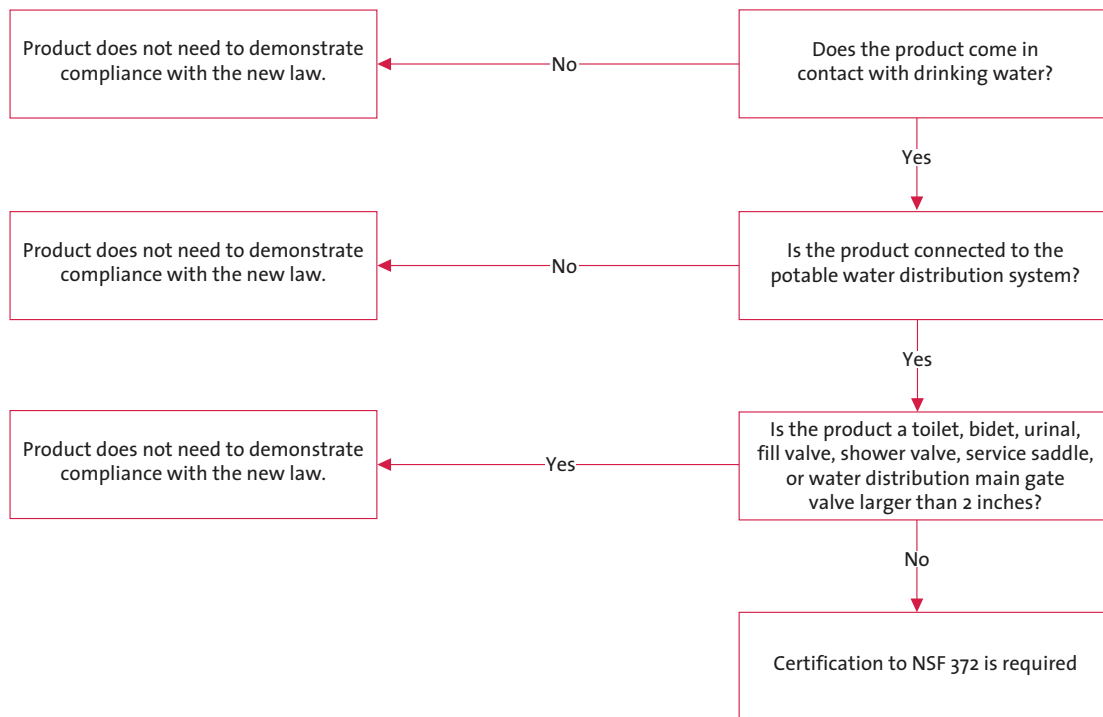 Product does not need to demonstrate
compliance with the new law.
No
Does the product come in
contact with drinking water?
Yes
Product does not need to demonstrate
compliance with the new law.
No
Is the product connected to the
potable water distribution system?
Yes
Product does not need to demonstrate
compliance with the new law.
Yes
Is the product a toilet, bidet, urinal,
fill valve, shower valve, service saddle,
or water distribution main gate
valve larger than 2 inches?
No
Certification to NSF 372 is required